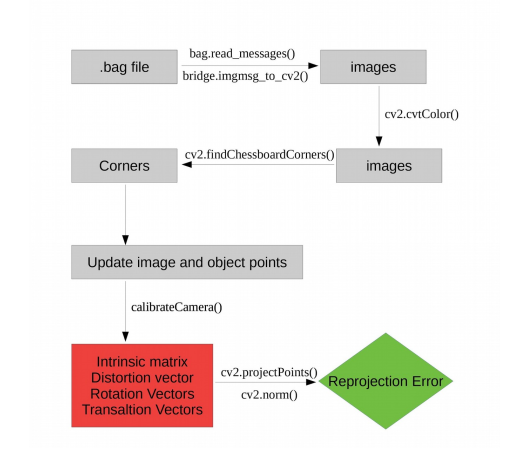 bag.read_messages()
.bag file
images
bridge.imgmsg_to_cv2()
cv2.cvtColor()
cv2.findChessboardCorners()
Corners
images
Update image and object points
calibrateCamera()
Intrinsic matrix
Distortion vector
Rotation Vectors
Transaltion Vectors
cv2.projectPoints()
Reprojection Error
cv2.norm()